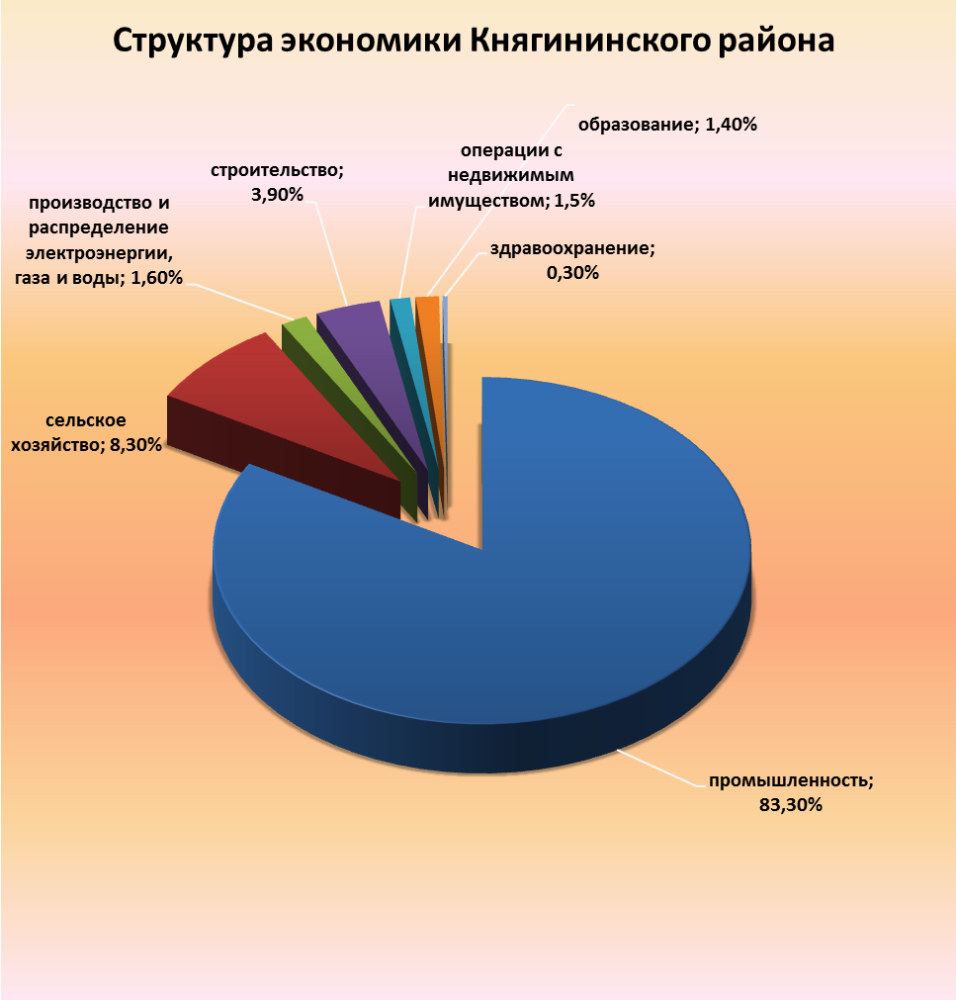 Структура экономики Княгининского района
образование; 1,40%
операции с
недвижимым
имуществом; 1,5%
строительство;
3,90%
производство и
распределение
электроэнергии,
газа и воды; 1,60%
здравоохранение;
0,30%
сельское
хозяйство; 8,30%
промышленность;
83,30%